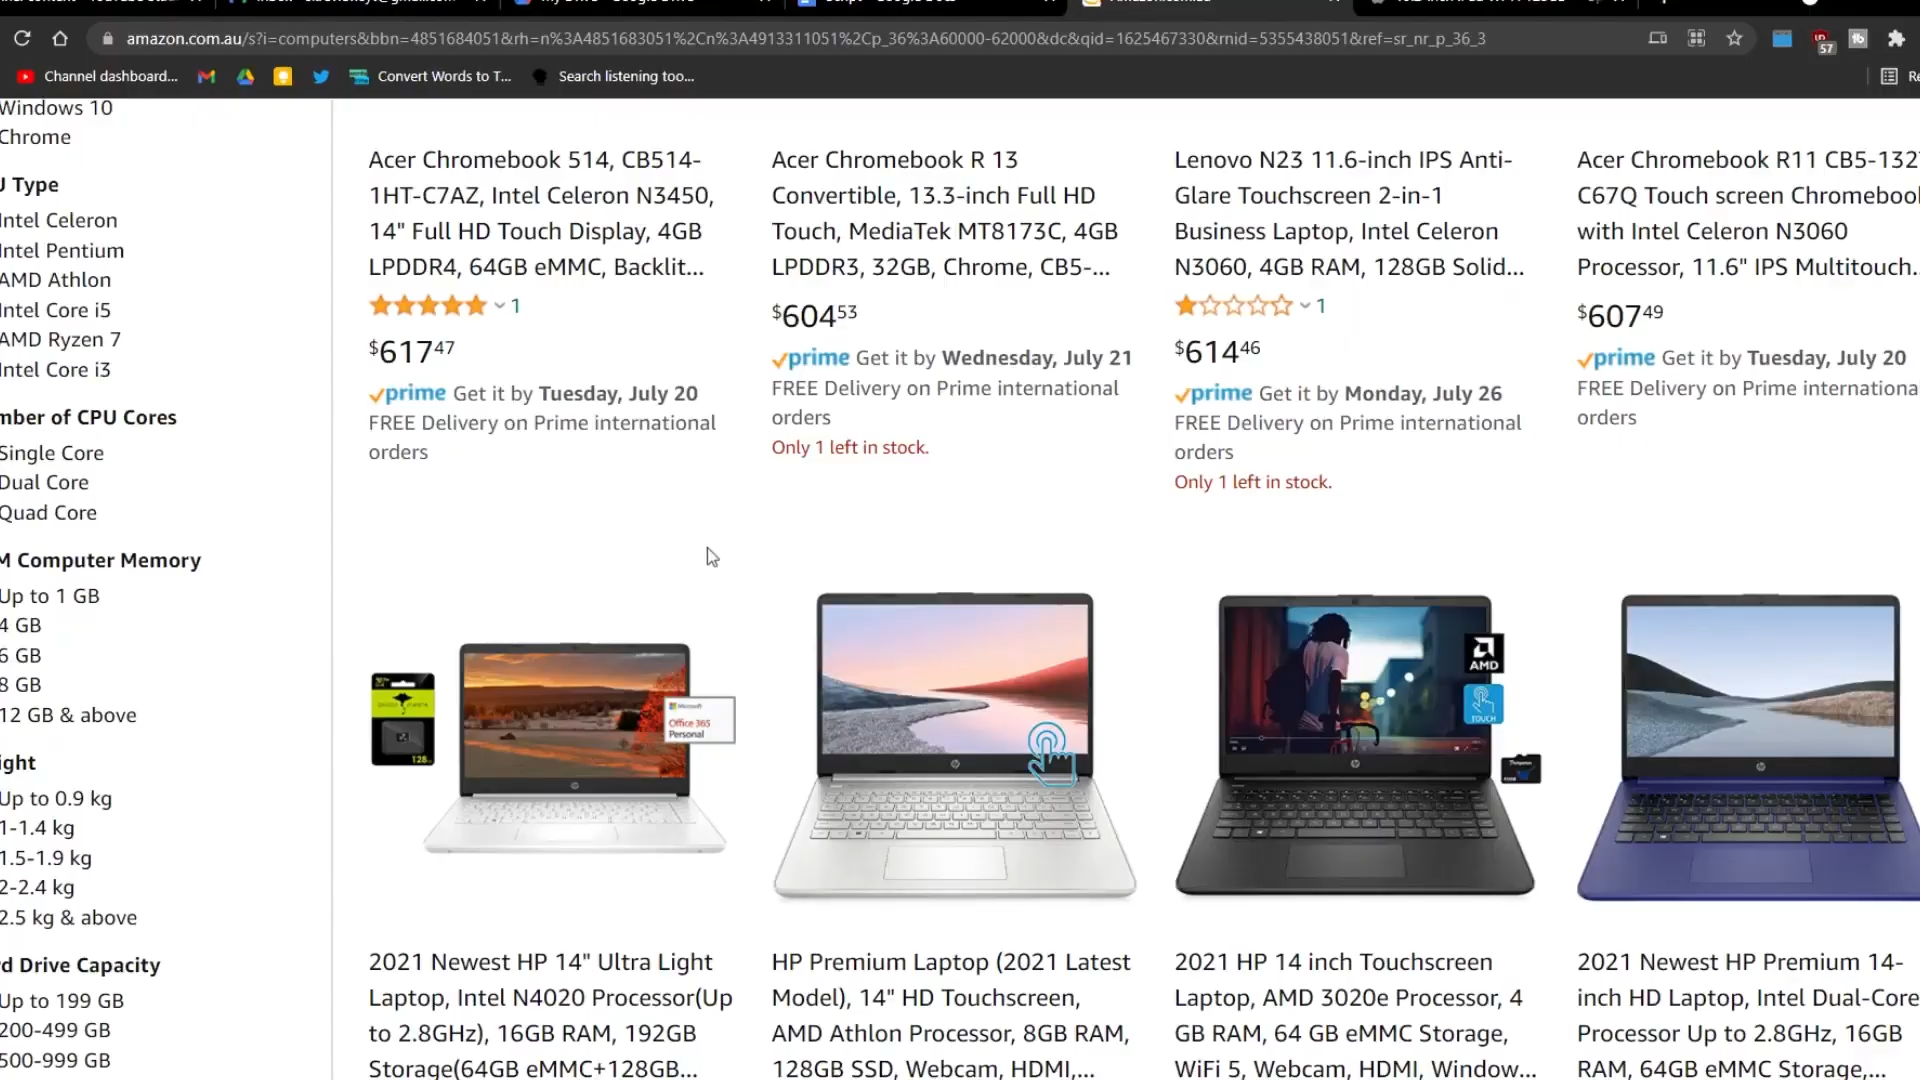 amazon.com.au/s?i=computers&bbn=4851684051&rh=n%3A4851683051%2Cn%3A4913311051%2Cp_36%3A60000-62000&dc&qid=1625467330&rnid=5355438051&ref=sr_nr_p_36_3
57
Channel dashboard...
Convert Words to T...
Search listening too...
Re
Windows 10
Chrome
U Type
Intel Celeron
Intel Pentium
AMD Athlon
Intel Core i5
AMD Ryzen 7
Intel Core i3
mber of CPU Cores
Single Core
Dual Core
Quad Core
M Computer Memory
Up to 1 GB
4 GB
6 GB
8 GB
12 GB & above
ight
Up to 0.9 kg
1-1.4 kg
1.5-1.9 kg
2-2.4 kg
2.5 kg & above
rd Drive Capacity
Up to 199 GB
200-499 GB
500-999 GB
Acer Chromebook 514, CB514-
1HT-C7AZ, Intel Celeron N3450,
14" Full HD Touch Display, 4GB
LPDDR4, 64GB eMMC, Backlit...
1
$617 47
prime Get it by Tuesday, July 20
FREE Delivery on Prime international
orders
Acer Chromebook R 13
Convertible, 13.3-inch Full HD
Touch, MediaTek MT8173C, 4GB
LPDDR3, 32GB, Chrome, CB5-...
$604 53
prime Get it by Wednesday, July 21
FREE Delivery on Prime international
orders
Only 1 left in stock.
Lenovo N23 11.6-inch IPS Anti-
Glare Touchscreen 2-in-1
Business Laptop, Intel Celeron
N3060, 4GB RAM, 128GB Solid...
1
$614 46
prime Get it by Monday, July 26
FREE Delivery on Prime international
orders
Only 1 left in stock.
Acer Chromebook R11 CB5-132T
C67Q Touch screen Chromebook
with Intel Celeron N3060
Processor, 11.6" IPS Multitouch..
$607 49
prime Get it by Tuesday, July 20
FREE Delivery on Prime internationa
orders
128
Microsoft
Office 365
Personal
AMD
TOUCH
2021 Newest HP 14" Ultra Light
Laptop, Intel N4020 Processor(Up
to 2.8GHz), 16GB RAM, 192GB
Storage(64GB eMMC+128GB...
HP Premium Laptop (2021 Latest
Model), 14" HD Touchscreen,
AMD Athlon Processor, 8GB RAM,
128GB SSD, Webcam, HDMI,...
2021 HP 14 inch Touchscreen
Laptop, AMD 3020e Processor, 4
GB RAM, 64 GB eMMC Storage,
WiFi 5, Webcam, HDMI, Window...
2021 Newest HP Premium 14-
inch HD Laptop, Intel Dual-Core
Processor Up to 2.8GHz, 16GB
RAM, 64GB eMMC Storage,...